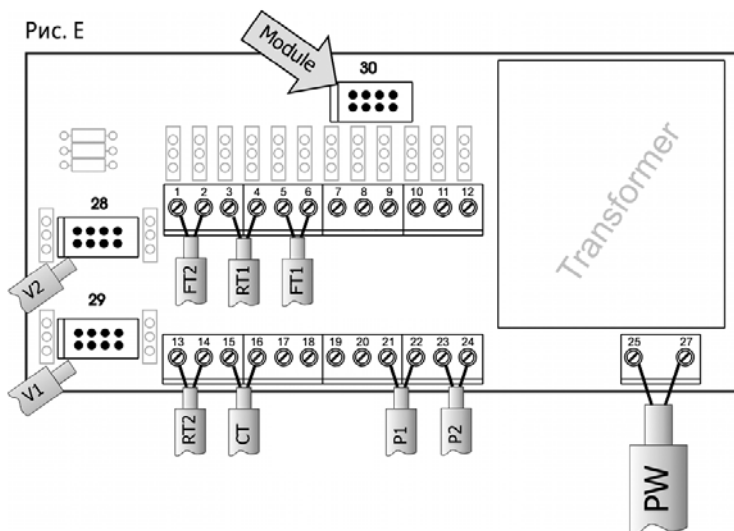 Рис. E
Module
30
1 2 3 4 5 6 7 8 9 10 11 12
28
FT2 RT1 FT1
V2
29
Transformer
13 14 15 16 17 18 19 20 21 22 23 24
25 27
V1
RT2 CT P1 P2
PW